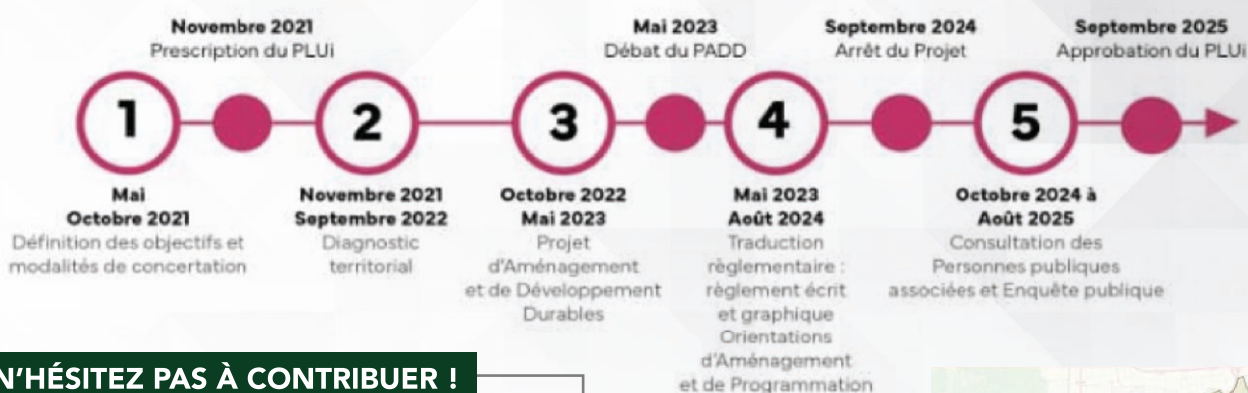 Novembre 2021
Prescription du PLUi
Mai 2023
Débat du PADD
Septembre 2024
Arrêt du Projet
Septembre 2025
Approbation du PLUi
1
2
3
4
5
Mai
Octobre 2021
Définition des objectifs et
modalités de concertation
Novembre 2021
Septembre 2022
Diagnostic
territorial
Octobre 2022
Mai 2023
Projet
d'Aménagement
et de Développement
Durables
Mai 2023
Août 2024
Traduction
règlementaire :
règlement écrit
et graphique
Orientations
d'Aménagement
et de Programmation
Octobre 2024 à
Août 2025
Consultation des
Personnes publiques
associées et Enquête publique
N'HÉSITEZ PAS À CONTRIBUER !